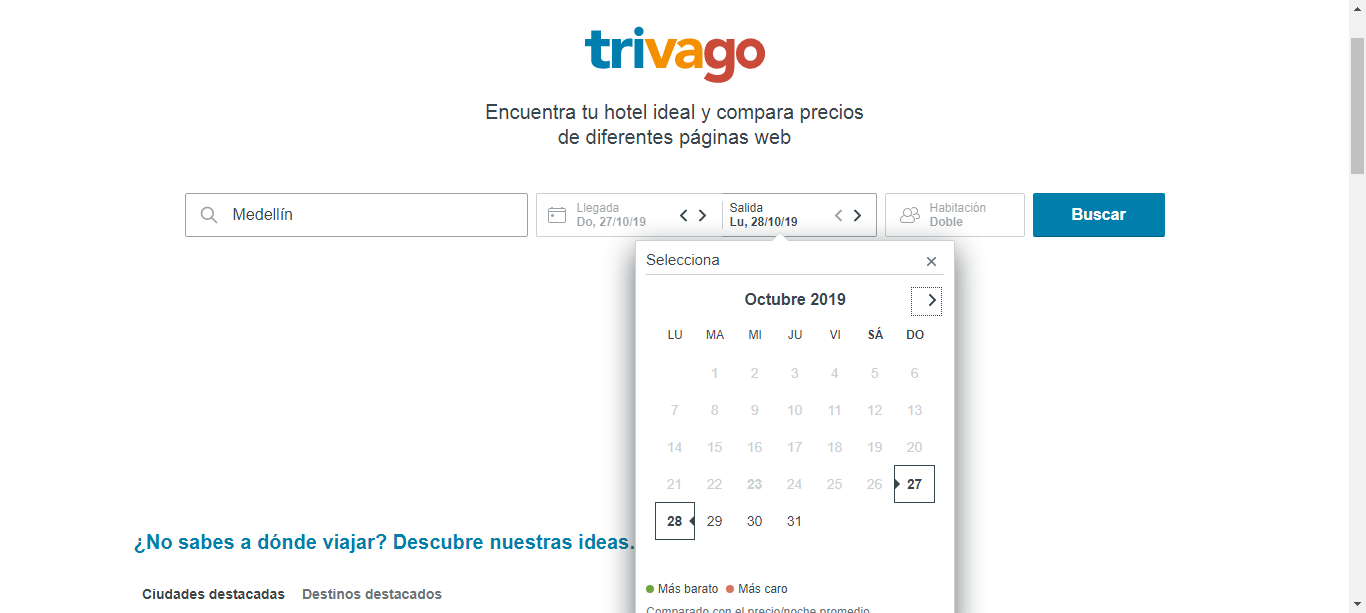 trivago
Encuentra tu hotel ideal y compara precios
de diferentes páginas web
Medellín
Llegada
Do, 27/10/19
Salida
Lu, 28/10/19
Habitación
Doble
Buscar
Selecciona
Octubre 2019
LU MA MI JU VI SÁ DO
1 2 3 4 5 6
7 8 9 10 11 12 13
14 15 16 17 18 19 20
21 22 23 24 25 26 27
28 29 30 31
¿No sabes a dónde viajar? Descubre nuestras ideas.
Ciudades destacadas Destinos destacados
Más barato Más caro
Comparado con el precio/noche promedio